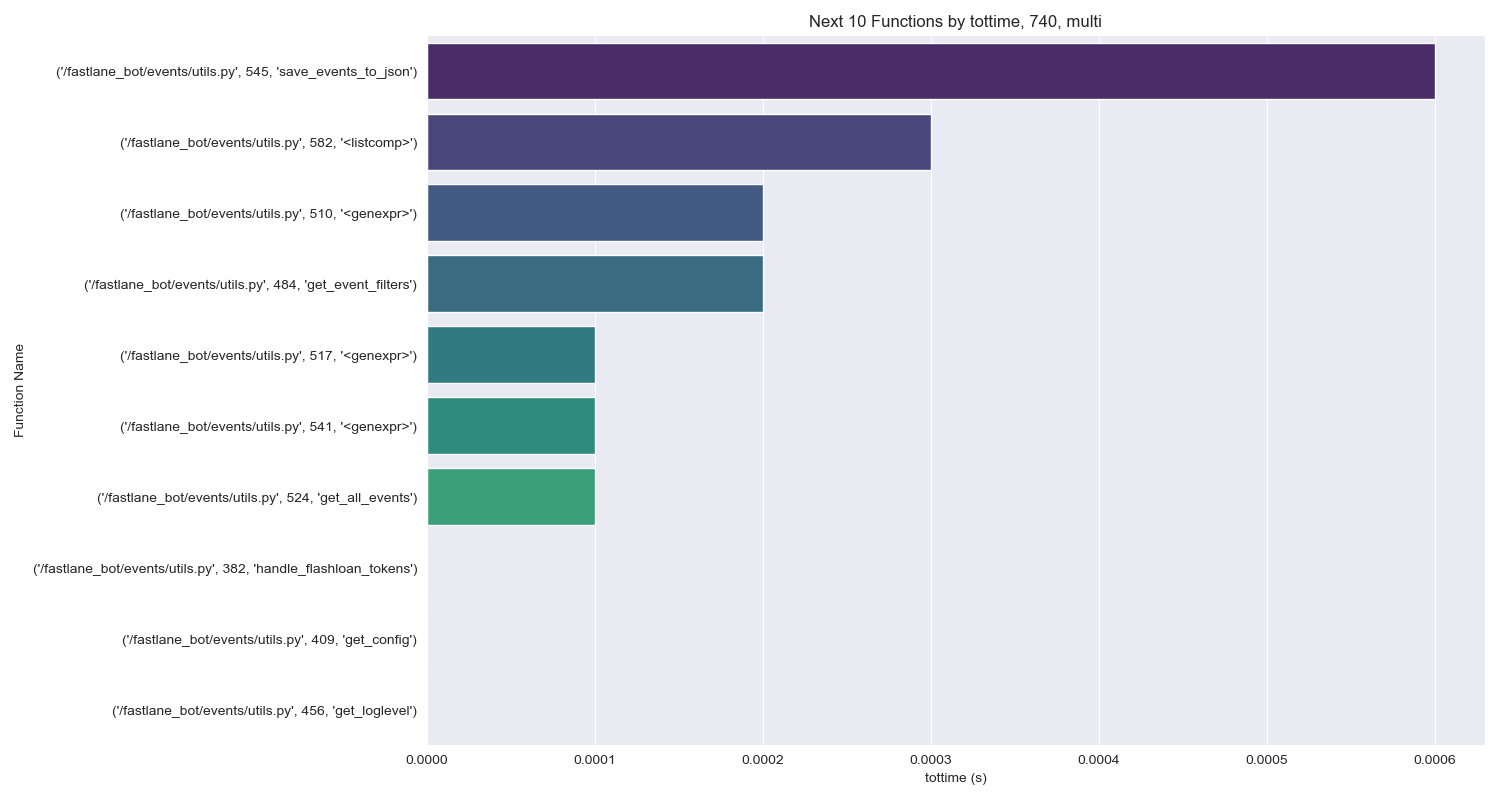 Next 10 Functions by tottime, 740, multi
Function Name
('/fastlane_bot/events/utils.py', 545, 'save_events_to_json')
('/fastlane_bot/events/utils.py', 582, '<listcomp>')
('/fastlane_bot/events/utils.py', 510, '<genexpr>')
('/fastlane_bot/events/utils.py', 484, 'get_event_filters')
('/fastlane_bot/events/utils.py', 517, '<genexpr>')
('/fastlane_bot/events/utils.py', 541, '<genexpr>')
('/fastlane_bot/events/utils.py', 524, 'get_all_events')
('/fastlane_bot/events/utils.py', 382, 'handle_flashloan_tokens')
('/fastlane_bot/events/utils.py', 409, 'get_config')
('/fastlane_bot/events/utils.py', 456, 'get_loglevel')
0.0000 0.0001 0.0002 0.0003 0.0004 0.0005 0.0006
tottime (s)